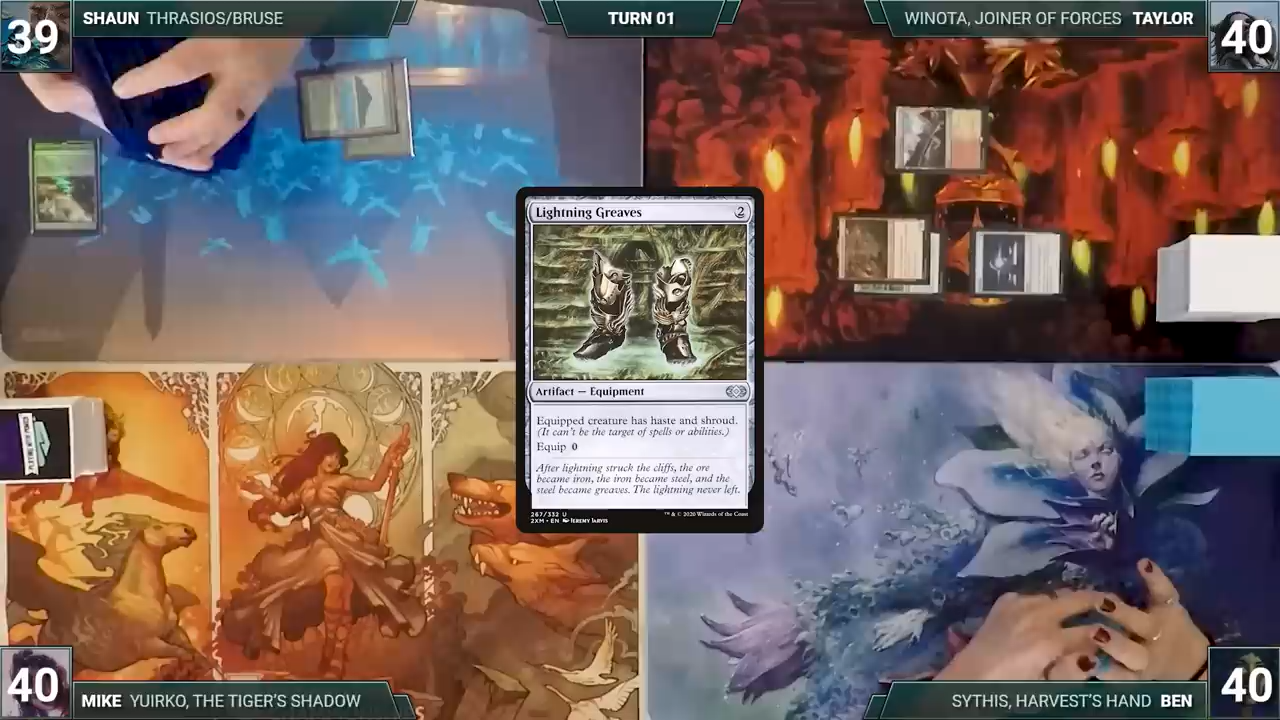 39
SHAUN THRASIOS/BRUSE
TURN 01
WINOTA, JOINER OF FORCES TAYLOR
40
Lightning Greaves 2
Artifact — Equipment
Equipped creature has haste and shroud.
(It can't be the target of spells or abilities.)
Equip 0
After lightning struck the cliffs, the ore
became iron, the iron became steel, and the
steel became greaves. The lightning never left.
267/332 U
2XM • EN JEREMY JARVIS
™ & © 2020 Wizards of the Coast
40
MIKE YUIRKO, THE TIGER'S SHADOW
SYTHIS, HARVEST'S HAND BEN
40